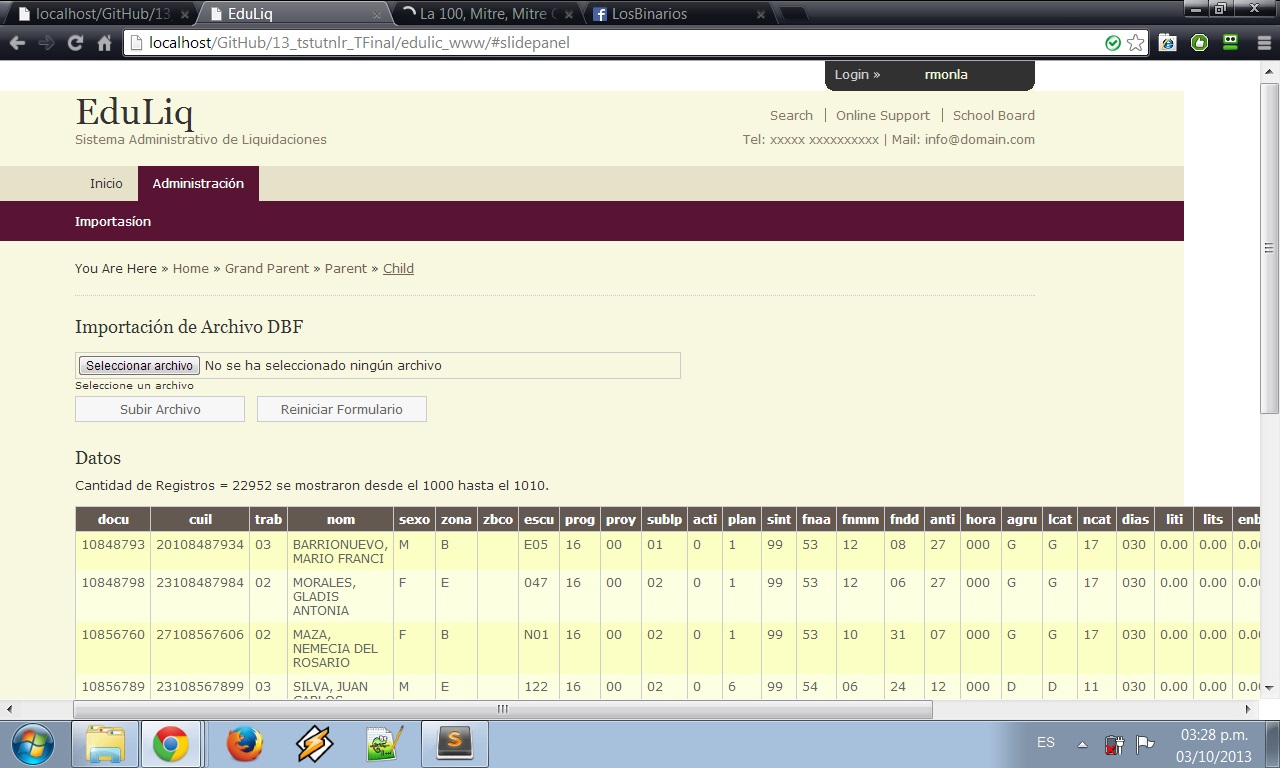 localhost/GitHub/13_
EduLiq
La 100, Mitre, Mitre
LosBinarios
localhost/GitHub/13_tstutnlr_TFinal/edulic_www/#slidepanel
Login » rmonla
EduLiq
Sistema Administrativo de Liquidaciones
Search | Online Support | School Board
Tel: xxxxx xxxxxxxxxx | Mail: info@domain.com
Inicio Administración
Importasíon
You Are Here » Home » Grand Parent » Parent » Child
Importación de Archivo DBF
Seleccionar archivo No se ha seleccionado ningún archivo
Seleccione un archivo
Subir Archivo Reiniciar Formulario
Datos
Cantidad de Registros = 22952 se mostraron desde el 1000 hasta el 1010.
docu cuil trab nom sexo zona zbco escu prog proy sublp acti plan sint fnaa fnmm fndd anti hora agru lcat ncat dias liti lits enb
10848793 20108487934 03 BARRIONUEVO, M B E05 16 00 01 0 1 99 53 12 08 27 000 G G 17 030 0.00 0.00 0.0
MARIO FRANCI
10848798 23108487984 02 MORALES, F E 047 16 00 02 0 1 99 53 12 06 27 000 G G 17 030 0.00 0.00 0.0
GLADIS
ANTONIA
10856760 27108567606 02 MAZA, F B N01 16 00 02 0 1 99 53 10 31 07 000 G G 17 030 0.00 0.00 0.0
NEMECIA DEL
ROSARIO
10856789 23108567899 03 SILVA, JUAN M E 122 16 00 02 0 6 99 54 06 24 12 000 D D 11 030 0.00 0.00 0.0
CARLOS
ES
03:28 p.m.
03/10/2013